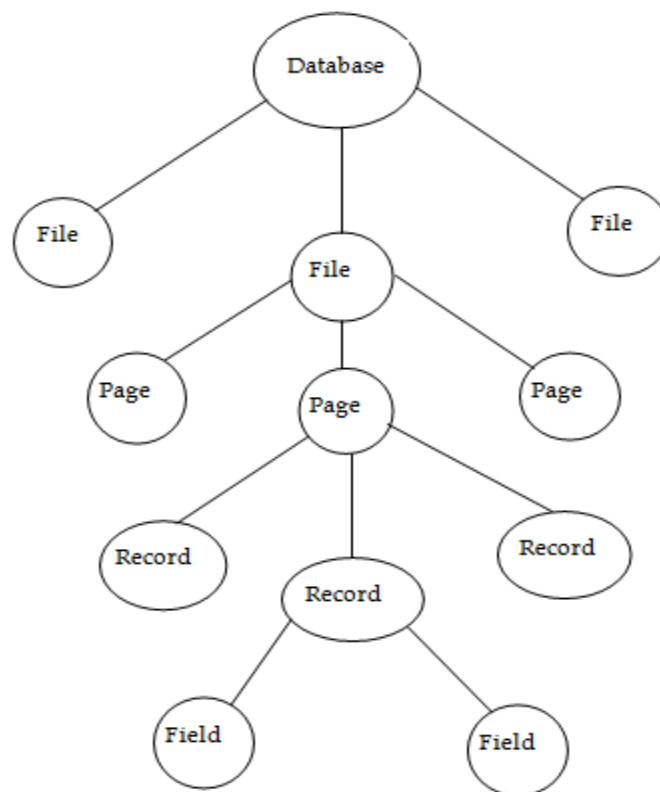 Database
File
File
File
Page
Page
Page
Record
Record
Record
Field
Field